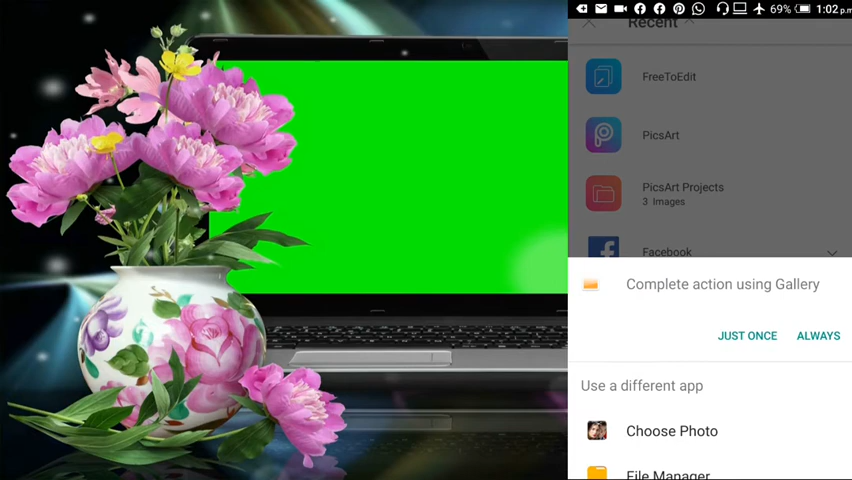 69% 1:02 p.m
Recent
FreeToEdit
PicsArt
PicsArt Projects
3 Images
Facebook
Complete action using Gallery
JUST ONCE ALWAYS
Use a different app
Choose Photo
File Manager